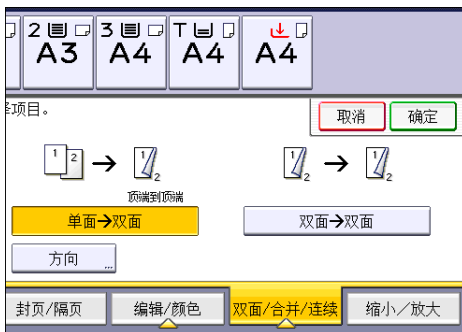 2 3 T
A3 A4 A4 A4
择项目。
取消 确定
1 2 → 1/2 1/2 → 1/2
顶端到顶端
单面→双面 双面→双面
方向 ...
封页/隔页 编辑/颜色 双面/合并/连续 缩小／放大